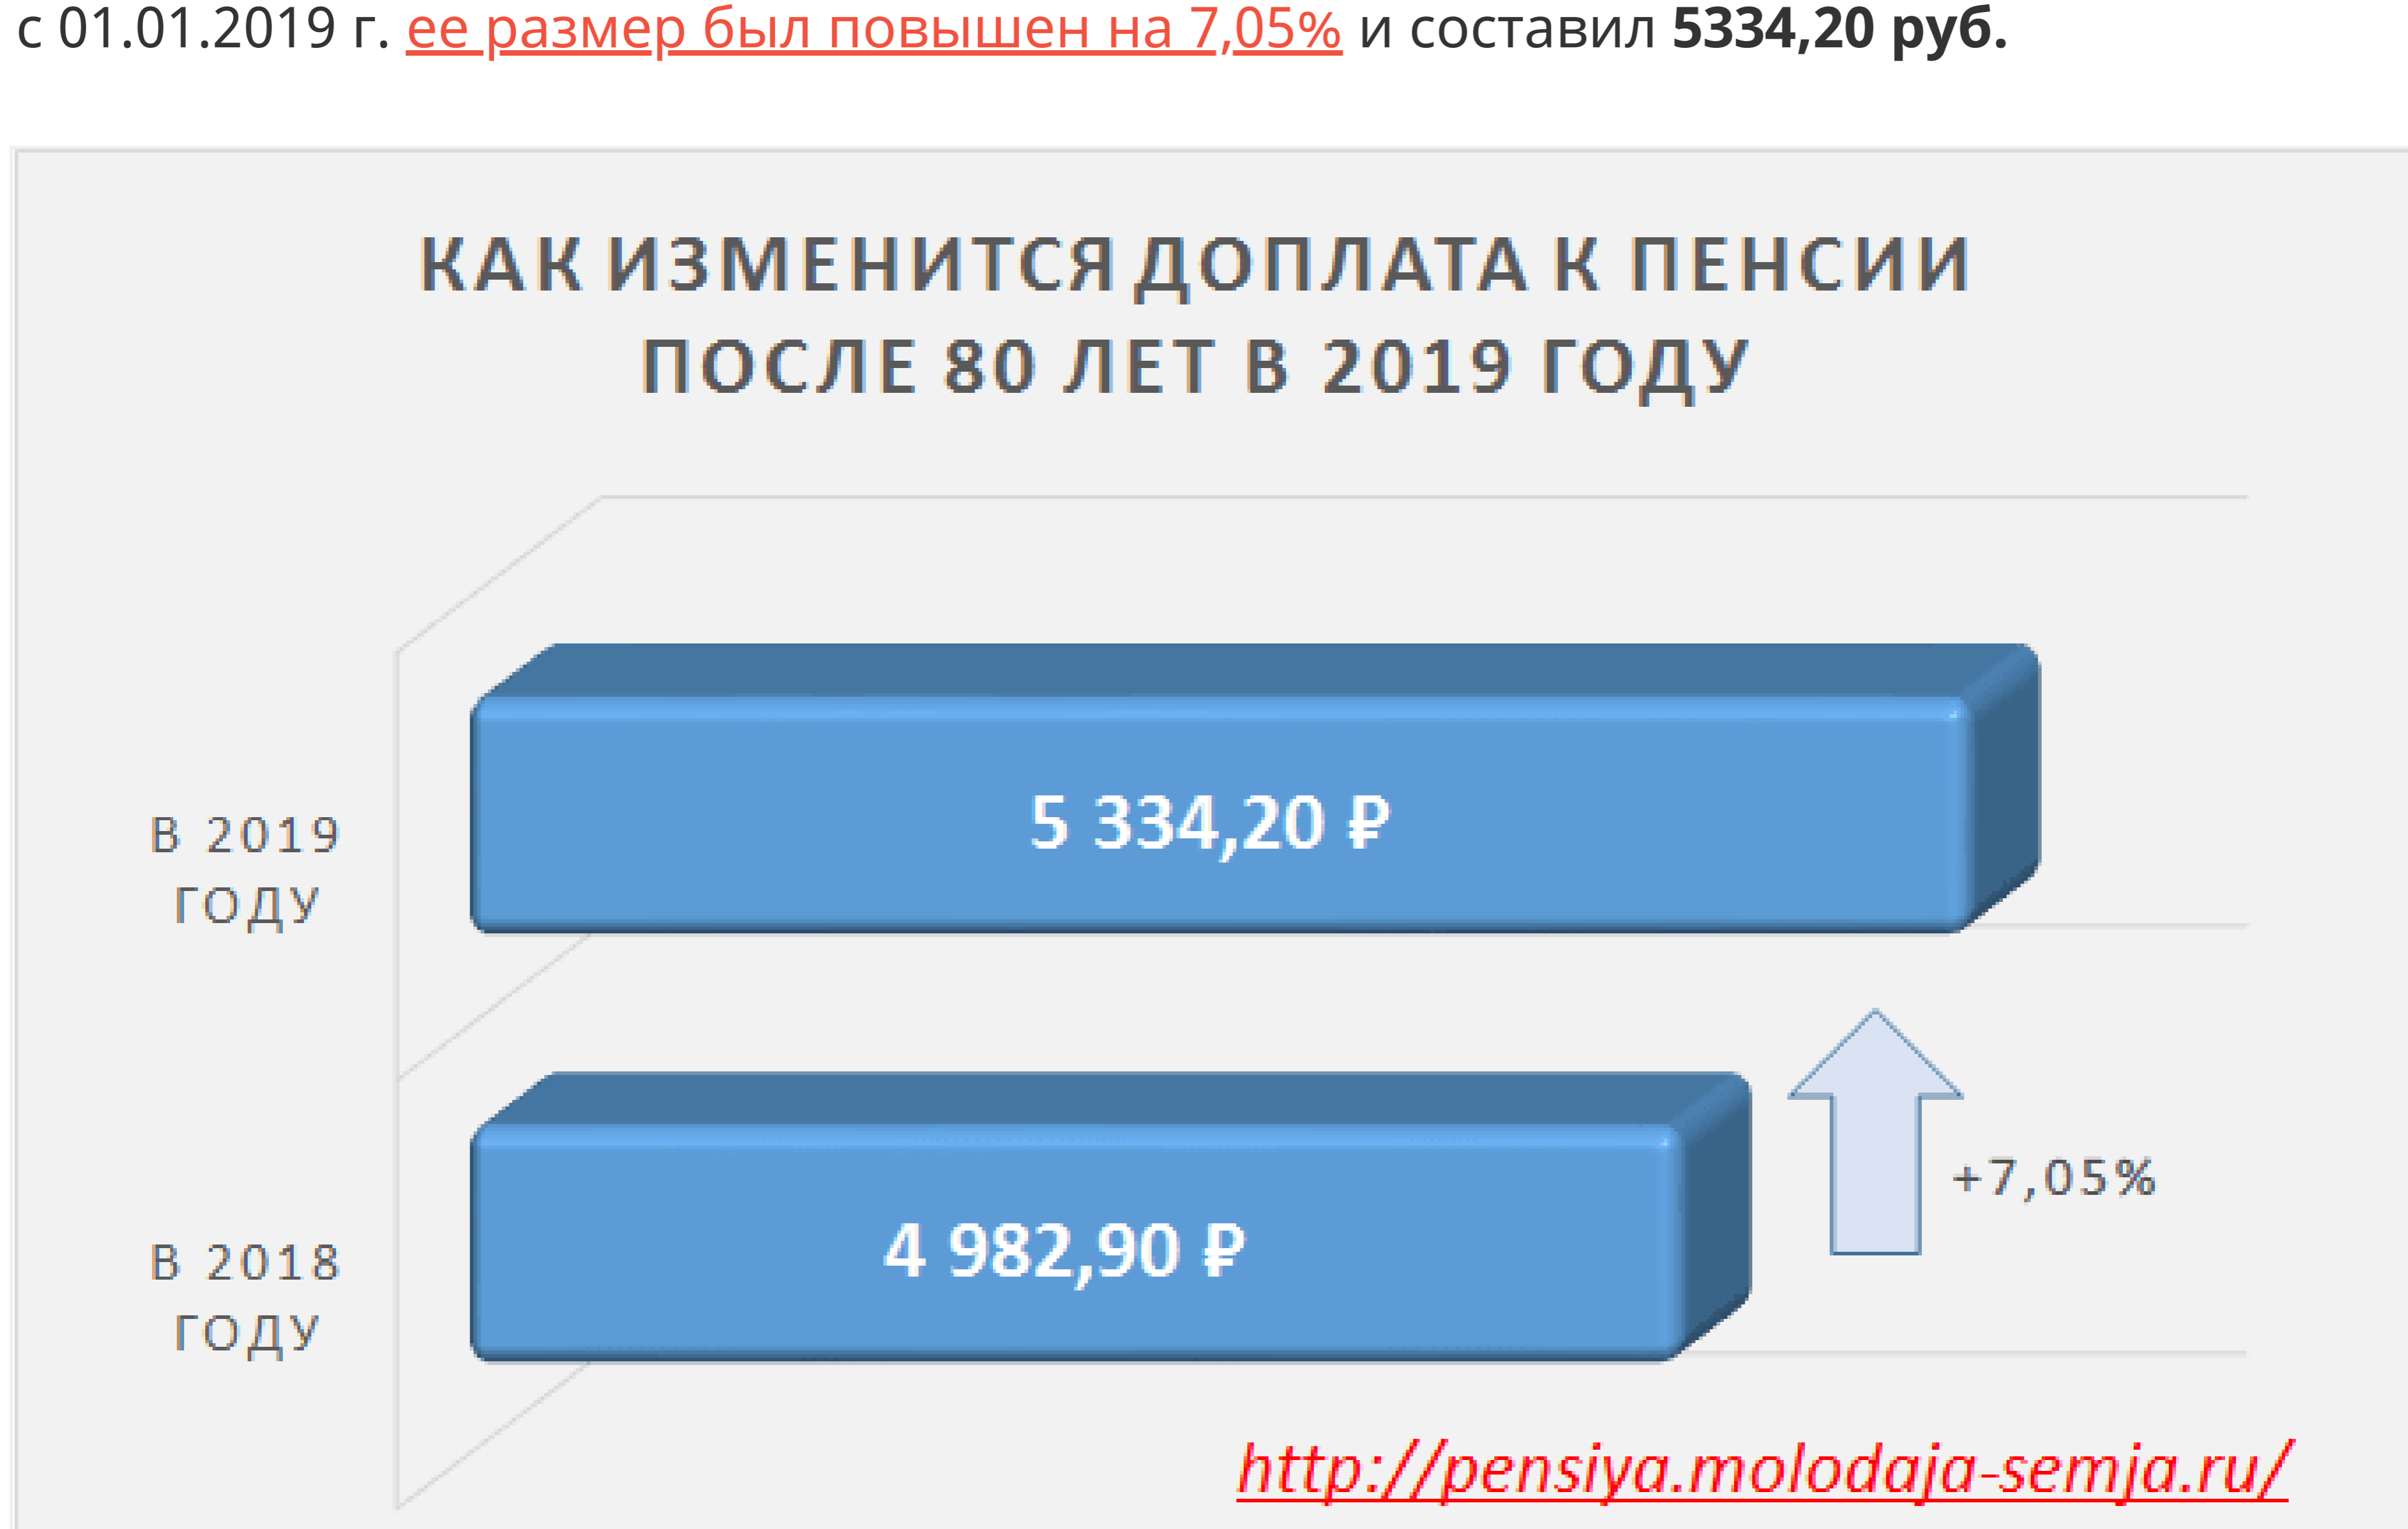 с 01.01.2019 г. ее размер был повышен на 7,05% и составил 5334,20 руб.
КАК ИЗМЕНИТСЯ ДОПЛАТА К ПЕНСИИ
ПОСЛЕ 80 ЛЕТ В 2019 ГОДУ
В 2019
ГОДУ
5 334,20 ₽
В 2018
ГОДУ
4 982,90 ₽
+7,05%
http://pensiya.molodaja-semja.ru/